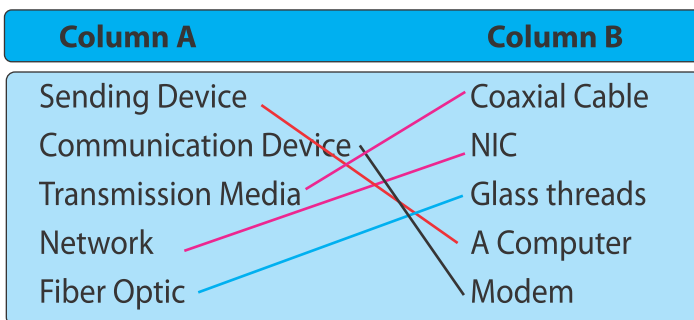 Column A Column B
Sending Device Coaxial Cable
Communication Device NIC
Transmission Media Glass threads
Network A Computer
Fiber Optic Modem